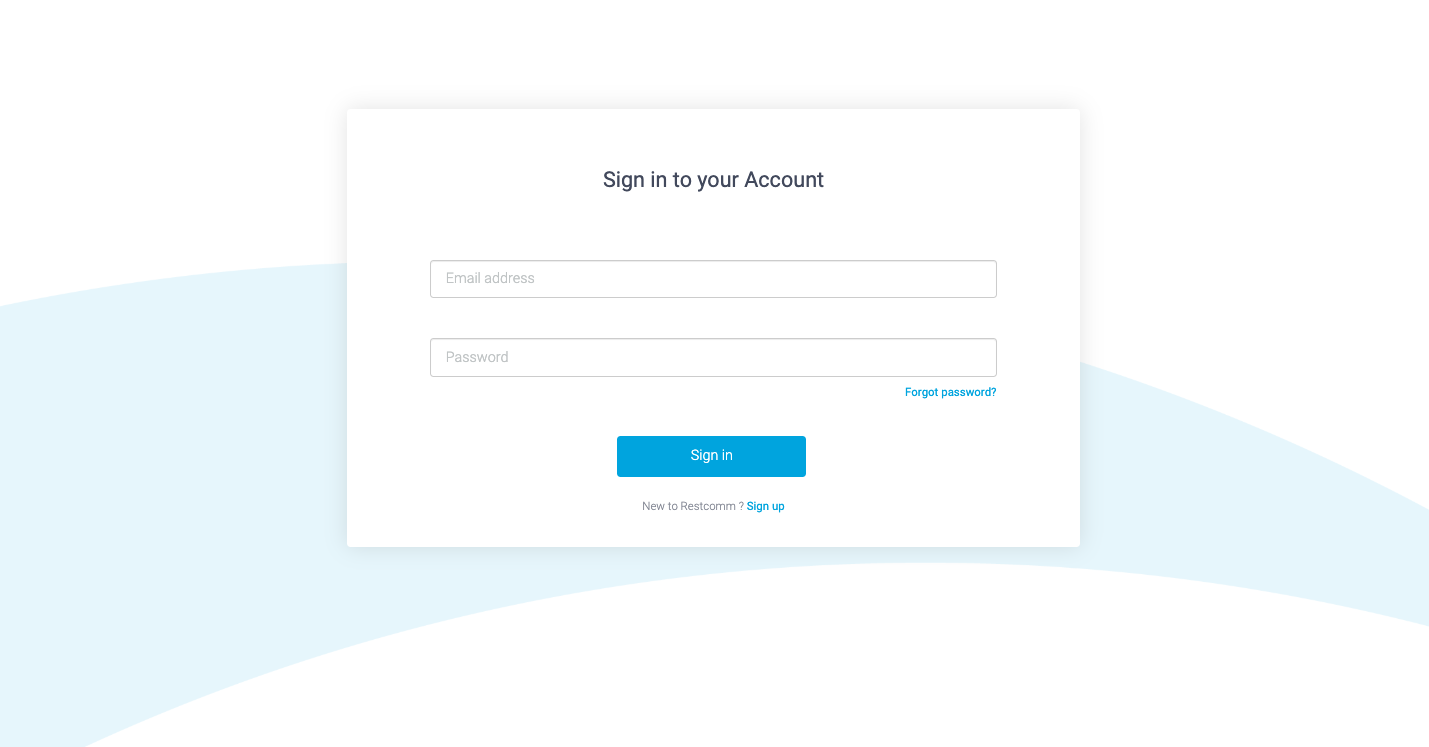 Sign in to your Account
Email address
Password
Forgot password?
Sign in
New to Restcomm ? Sign up